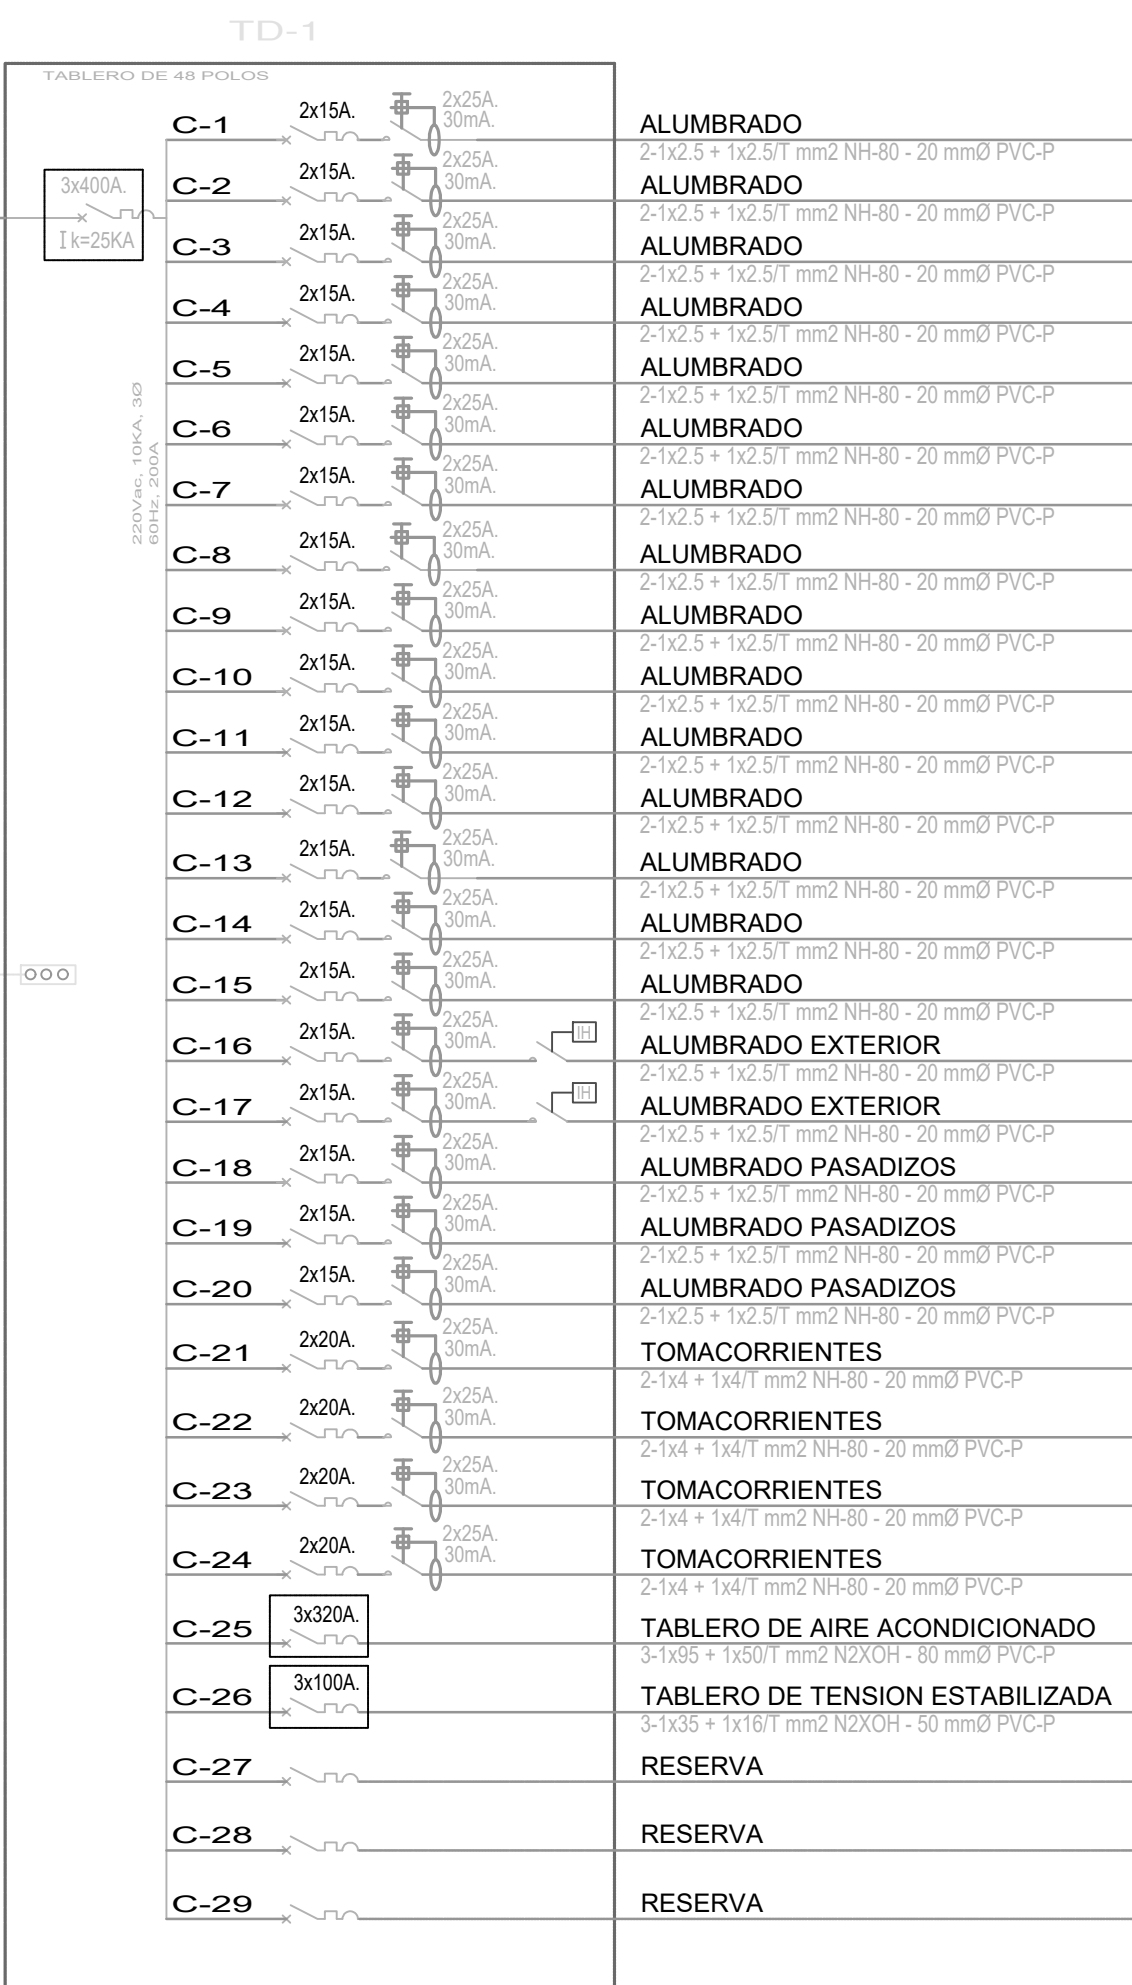 TD-1
TABLERO DE 48 POLOS
3x400A.
Ik=25KA
220Vac, 10KA, 3Ø
60Hz, 200A
C-1 2x15A. 2x25A. 30mA. ALUMBRADO
2-1x2.5 + 1x2.5/T mm2 NH-80 - 20 mmØ PVC-P
C-2 2x15A. 2x25A. 30mA. ALUMBRADO
2-1x2.5 + 1x2.5/T mm2 NH-80 - 20 mmØ PVC-P
C-3 2x15A. 2x25A. 30mA. ALUMBRADO
2-1x2.5 + 1x2.5/T mm2 NH-80 - 20 mmØ PVC-P
C-4 2x15A. 2x25A. 30mA. ALUMBRADO
2-1x2.5 + 1x2.5/T mm2 NH-80 - 20 mmØ PVC-P
C-5 2x15A. 2x25A. 30mA. ALUMBRADO
2-1x2.5 + 1x2.5/T mm2 NH-80 - 20 mmØ PVC-P
C-6 2x15A. 2x25A. 30mA. ALUMBRADO
2-1x2.5 + 1x2.5/T mm2 NH-80 - 20 mmØ PVC-P
C-7 2x15A. 2x25A. 30mA. ALUMBRADO
2-1x2.5 + 1x2.5/T mm2 NH-80 - 20 mmØ PVC-P
C-8 2x15A. 2x25A. 30mA. ALUMBRADO
2-1x2.5 + 1x2.5/T mm2 NH-80 - 20 mmØ PVC-P
C-9 2x15A. 2x25A. 30mA. ALUMBRADO
2-1x2.5 + 1x2.5/T mm2 NH-80 - 20 mmØ PVC-P
C-10 2x15A. 2x25A. 30mA. ALUMBRADO
2-1x2.5 + 1x2.5/T mm2 NH-80 - 20 mmØ PVC-P
C-11 2x15A. 2x25A. 30mA. ALUMBRADO
2-1x2.5 + 1x2.5/T mm2 NH-80 - 20 mmØ PVC-P
C-12 2x15A. 2x25A. 30mA. ALUMBRADO
2-1x2.5 + 1x2.5/T mm2 NH-80 - 20 mmØ PVC-P
C-13 2x15A. 2x25A. 30mA. ALUMBRADO
2-1x2.5 + 1x2.5/T mm2 NH-80 - 20 mmØ PVC-P
C-14 2x15A. 2x25A. 30mA. ALUMBRADO
2-1x2.5 + 1x2.5/T mm2 NH-80 - 20 mmØ PVC-P
C-15 2x15A. 2x25A. 30mA. ALUMBRADO
2-1x2.5 + 1x2.5/T mm2 NH-80 - 20 mmØ PVC-P
C-16 2x15A. 2x25A. 30mA. IH ALUMBRADO EXTERIOR
2-1x2.5 + 1x2.5/T mm2 NH-80 - 20 mmØ PVC-P
C-17 2x15A. 2x25A. 30mA. IH ALUMBRADO EXTERIOR
2-1x2.5 + 1x2.5/T mm2 NH-80 - 20 mmØ PVC-P
C-18 2x15A. 2x25A. 30mA. ALUMBRADO PASADIZOS
2-1x2.5 + 1x2.5/T mm2 NH-80 - 20 mmØ PVC-P
C-19 2x15A. 2x25A. 30mA. ALUMBRADO PASADIZOS
2-1x2.5 + 1x2.5/T mm2 NH-80 - 20 mmØ PVC-P
C-20 2x15A. 2x25A. 30mA. ALUMBRADO PASADIZOS
2-1x2.5 + 1x2.5/T mm2 NH-80 - 20 mmØ PVC-P
C-21 2x20A. 2x25A. 30mA. TOMACORRIENTES
2-1x4 + 1x4/T mm2 NH-80 - 20 mmØ PVC-P
C-22 2x20A. 2x25A. 30mA. TOMACORRIENTES
2-1x4 + 1x4/T mm2 NH-80 - 20 mmØ PVC-P
C-23 2x20A. 2x25A. 30mA. TOMACORRIENTES
2-1x4 + 1x4/T mm2 NH-80 - 20 mmØ PVC-P
C-24 2x20A. 2x25A. 30mA. TOMACORRIENTES
2-1x4 + 1x4/T mm2 NH-80 - 20 mmØ PVC-P
C-25 3x320A. TABLERO DE AIRE ACONDICIONADO
3-1x95 + 1x50/T mm2 N2XOH - 80 mmØ PVC-P
C-26 3x100A. TABLERO DE TENSION ESTABILIZADA
3-1x35 + 1x16/T mm2 N2XOH - 50 mmØ PVC-P
C-27 RESERVA
C-28 RESERVA
C-29 RESERVA